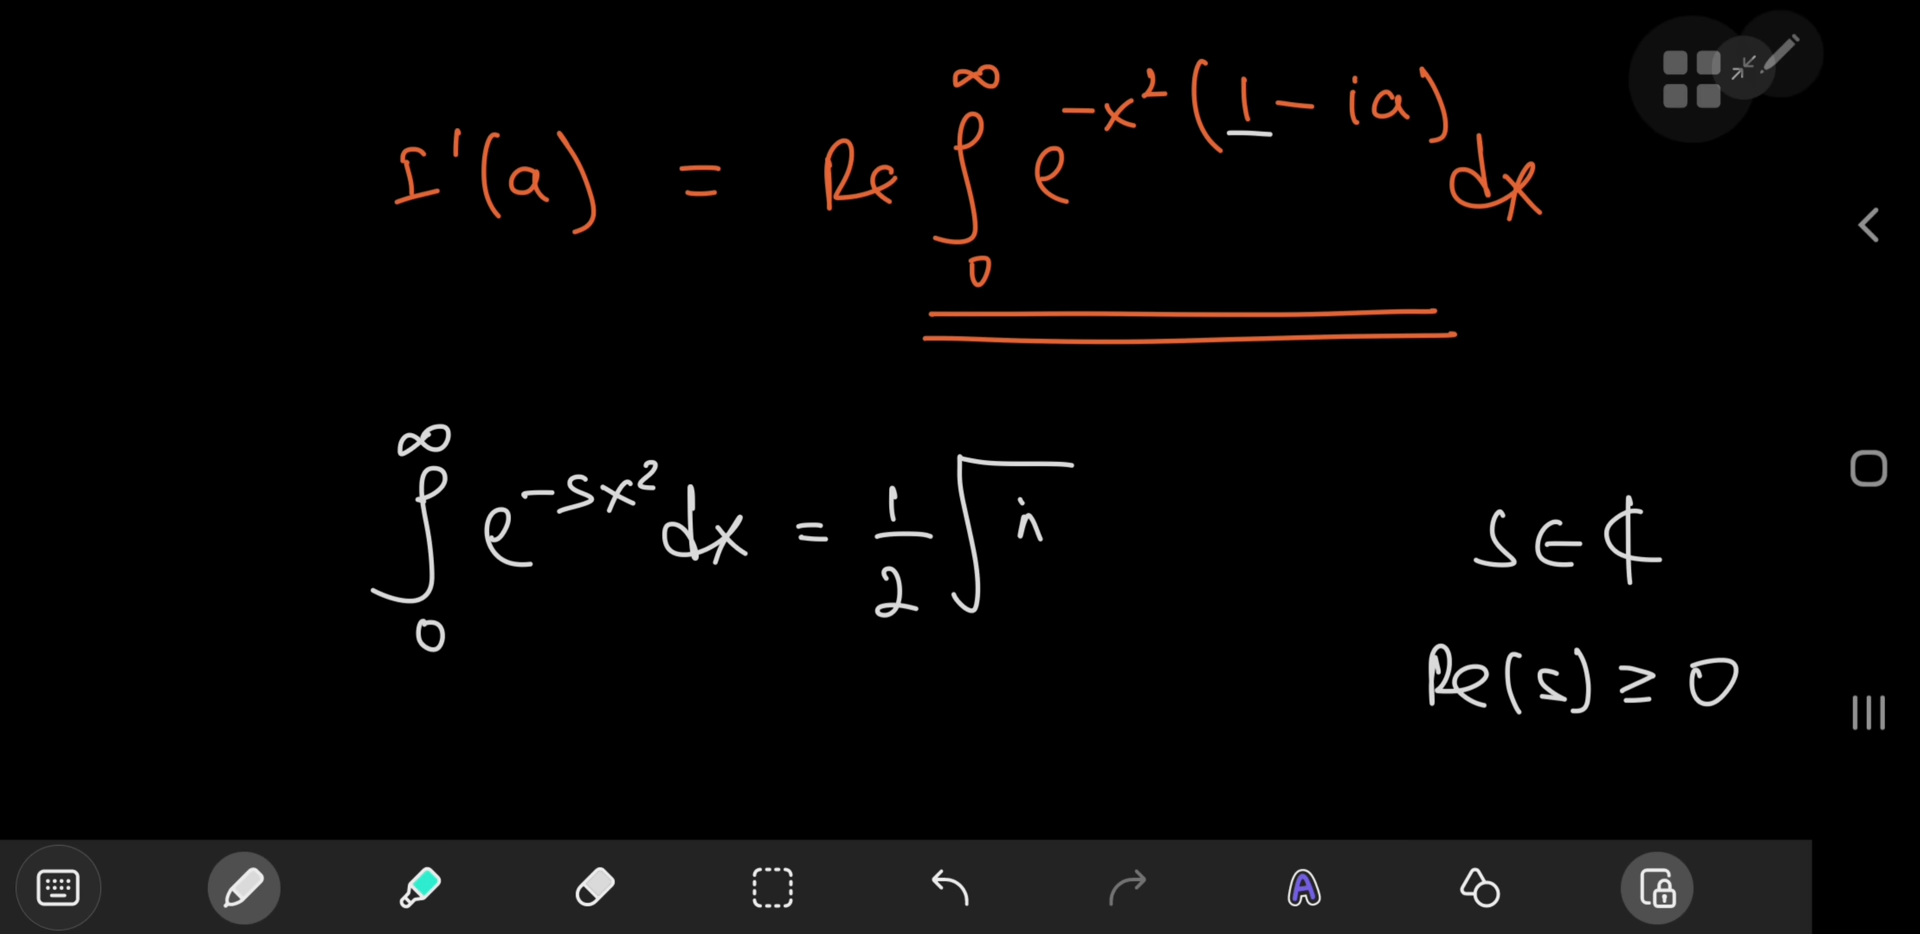 I'(a) = Re ∫₀^∞ e^{-x²(1-ia)} dx
∫₀^∞ e^{-sx²} dx = 1/2 √
s ∈ ℂ
Re(s) ≥ 0